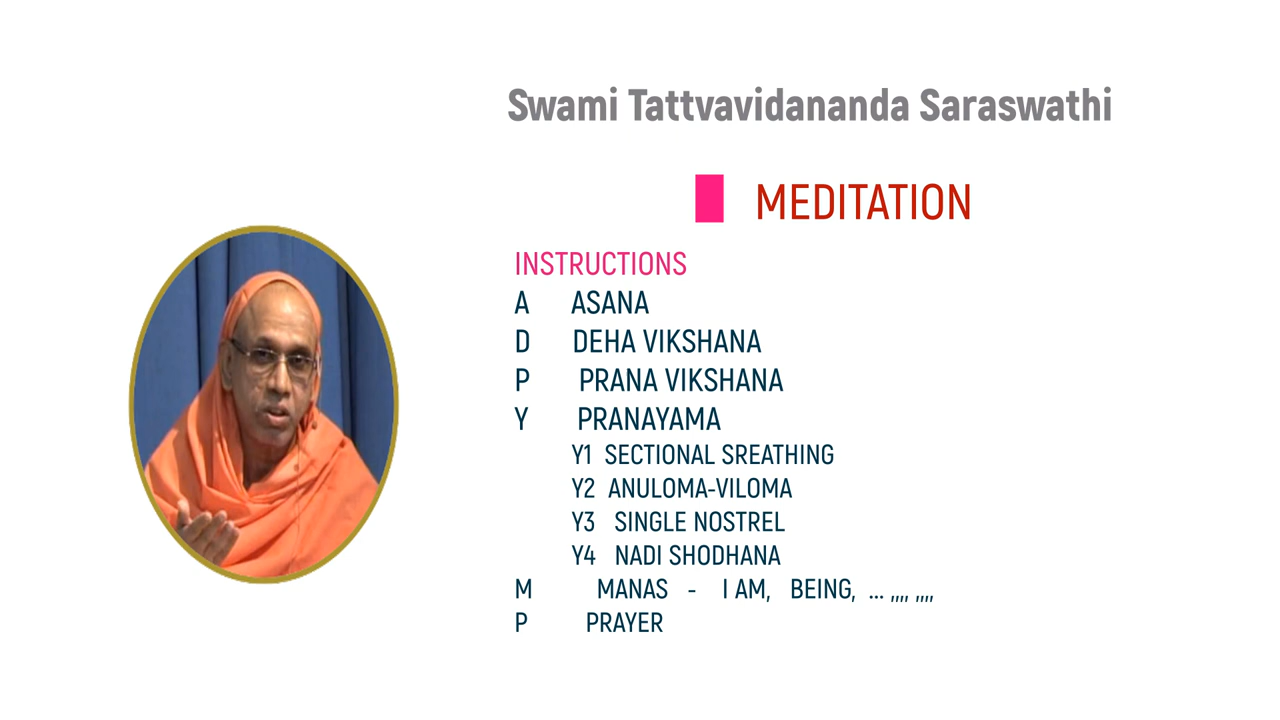 Swami Tattvavidananda Saraswathi
MEDITATION
INSTRUCTIONS
A ASANA
D DEHA VIKSHANA
P PRANA VIKSHANA
Y PRANAYAMA
Y1 SECTIONAL SREATHING
Y2 ANULOMA-VILOMA
Y3 SINGLE NOSTREL
Y4 NADI SHODHANA
M MANAS - I AM, BEING, ... ,,,, ,,,,
P PRAYER